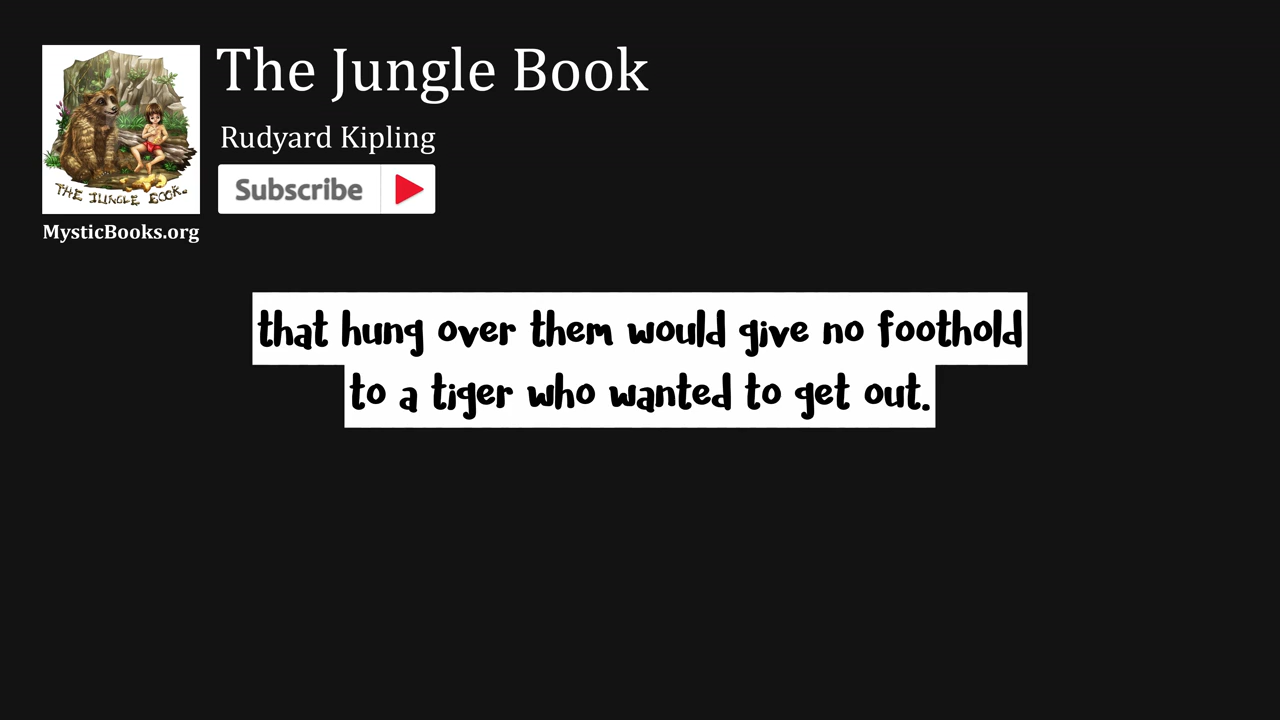 The Jungle Book
Rudyard Kipling
Subscribe
THE JUNGLE BOOK.
MysticBooks.org
that hung over them would give no foothold
to a tiger who wanted to get out.